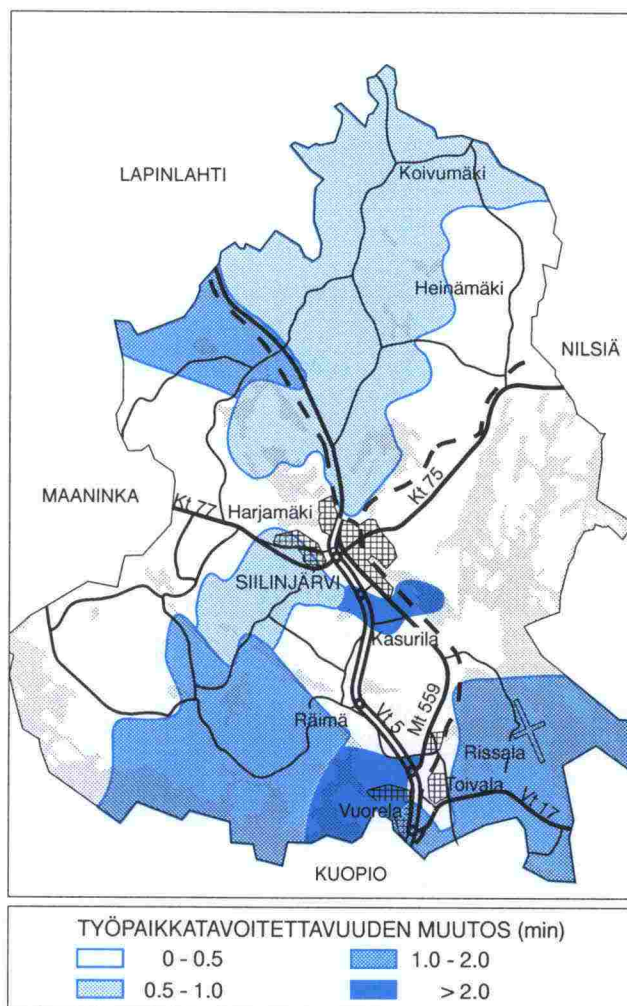 LAPINLAHTI
Koivumäki
Heinämäki
NILSIÄ
MAANINKA
Kt 77
Harjamäki
Kt 75
SIILINJÄRVI
Kasurila
Räimä
Vt 5
Mt 559
Rissala
Toivala
Vuorela
Vt 17
KUOPIO
TYÖPAIKKATAVOITETTAVUUDEN MUUTOS (min)
0 - 0.5
1.0 - 2.0
0.5 - 1.0
> 2.0